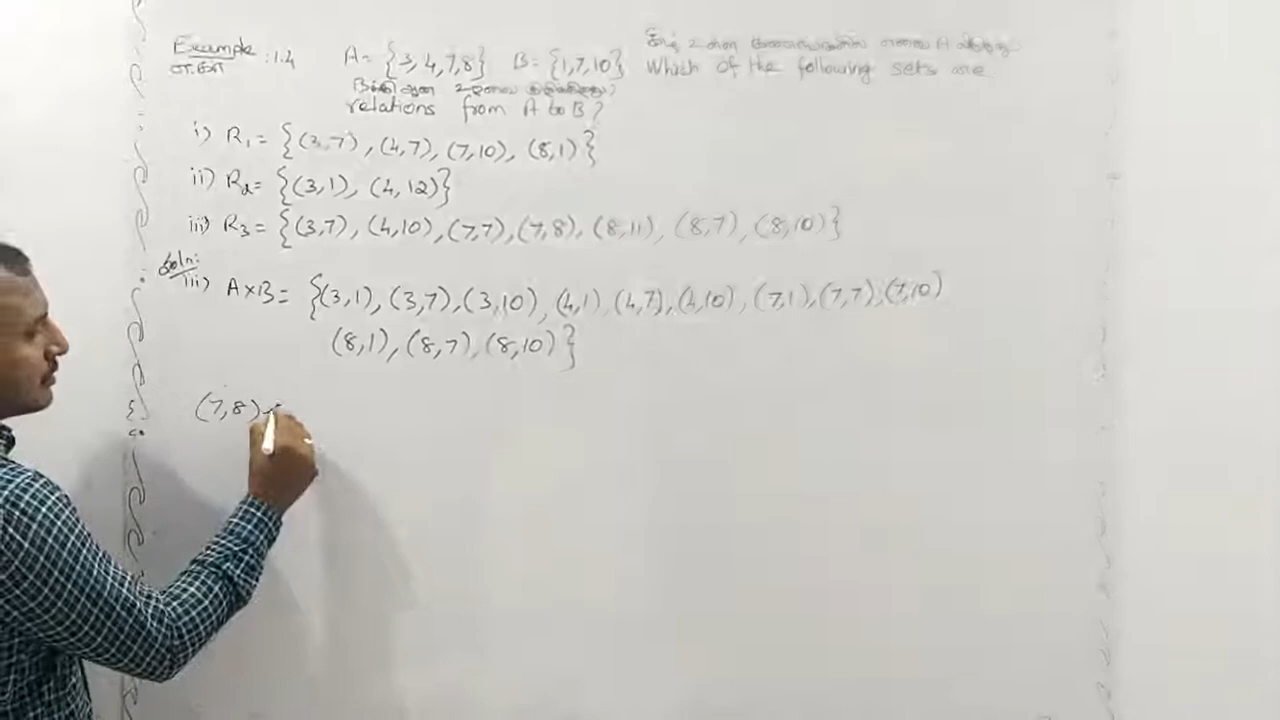 Example : 1.4 A = {3, 4, 7, 8} B = {1, 7, 10} Which of the following sets are
எ.கா
relations from A to B?
i) R1 = {(3,7), (4,7), (7,10), (8,1)}
ii) R2 = {(3,1), (4,12)}
iii) R3 = {(3,7), (4,10), (7,7), (7,8), (8,11), (8,7), (8,10)}
Soln:
iii) A×B = {(3,1), (3,7), (3,10), (4,1), (4,7), (4,10), (7,1), (7,7), (7,10)
(8,1), (8,7), (8,10)}
(7,8)